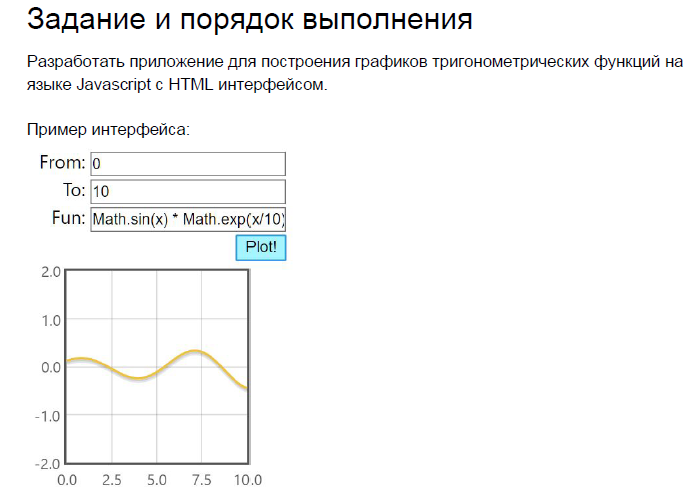 Задание и порядок выполнения
Разработать приложение для построения графиков тригонометрических функций на
языке Javascript с HTML интерфейсом.
Пример интерфейса:
From: 0
To: 10
Fun: Math.sin(x) * Math.exp(x/10)
Plot!
2.0
1.0
0.0
-1.0
-2.0
0.0 2.5 5.0 7.5 10.0